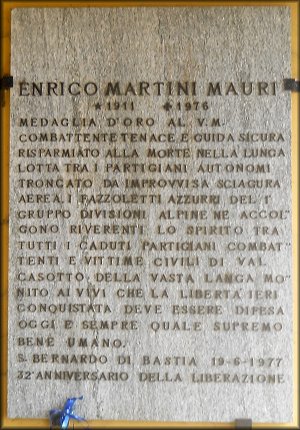 ENRICO MARTINI MAURI
*1911 ✝1976
MEDAGLIA D'ORO AL V.M.
COMBATTENTE TENACE E GUIDA SICURA
RISPARMIATO ALLA MORTE NELLA LUNGA
LOTTA TRA I PARTIGIANI AUTONOMI
TRONCATO DA IMPROVVISA SCIAGURA
AEREA I FAZZOLETTI AZZURRI DEL 1°
GRUPPO DIVISIONI ALPINE NE ACCOL-
GONO RIVERENTI LO SPIRITO TRA
TUTTI I CADUTI PARTIGIANI COMBAT-
TENTI E VITTIME CIVILI DI VAL
CASOTTO DELLA VASTA LANGA MO-
NITO AI VIVI CHE LA LIBERTA IERI
CONQUISTATA DEVE ESSERE DIFESA
OGGI E SEMPRE QUALE SUPREMO
BENE UMANO.
S. BERNARDO DI BASTIA 19-6-1977
32° ANNIVERSARIO DELLA LIBERAZIONE